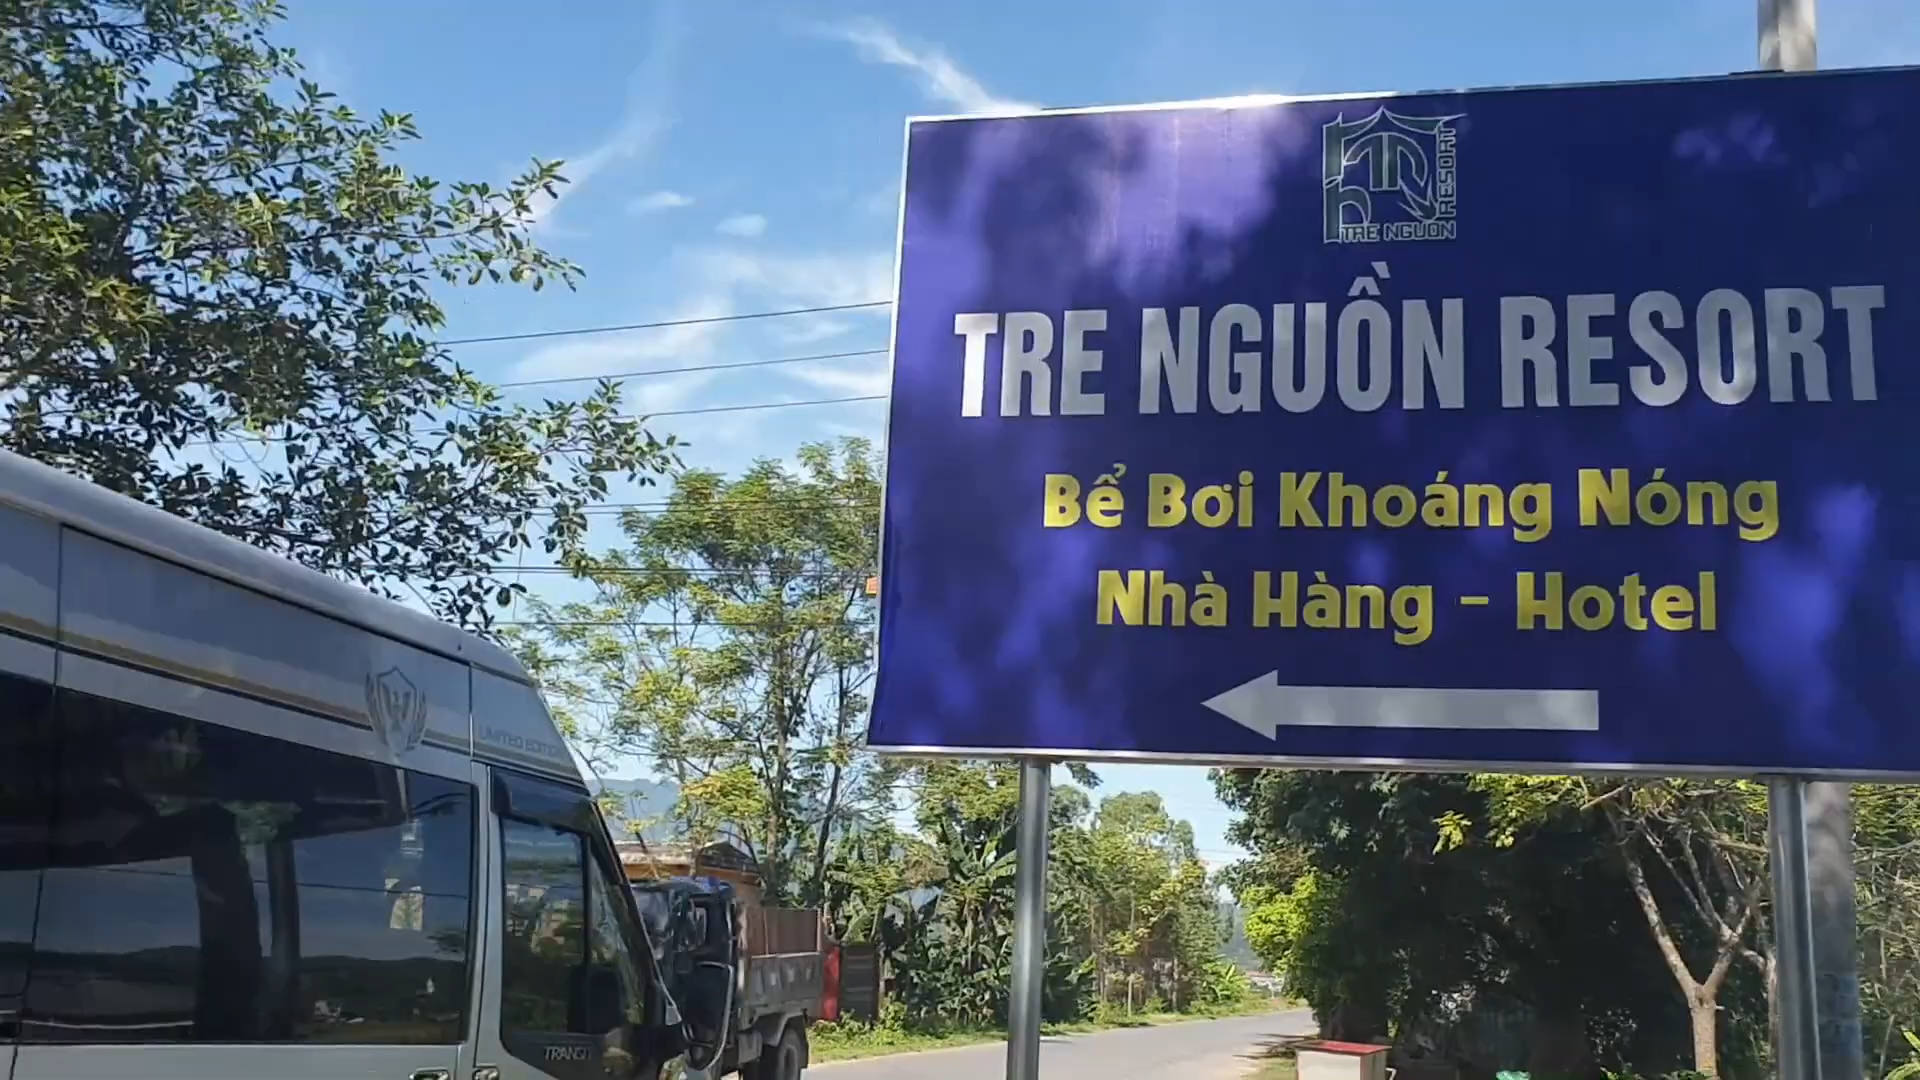 TRE NGUON
RESORT
TRE NGUỒN RESORT
Bể Bơi Khoáng Nóng
Nhà Hàng - Hotel
LIMITED EDITION
TRANSIT